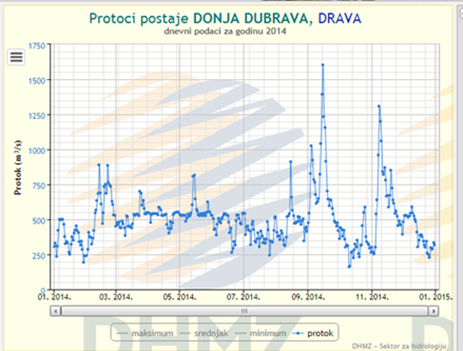 Protoci postaje DONJA DUBRAVA, DRAVA
dnevni podaci za godinu 2014
Protok (m³/s)
1750
1500
1250
1000
750
500
250
0
01. 2014.
03. 2014.
05. 2014.
07. 2014.
09. 2014.
11. 2014.
01. 2015.
maksimum
srednjak
minimum
protok
DHMZ
DHMZ – Sektor za hidrologiju